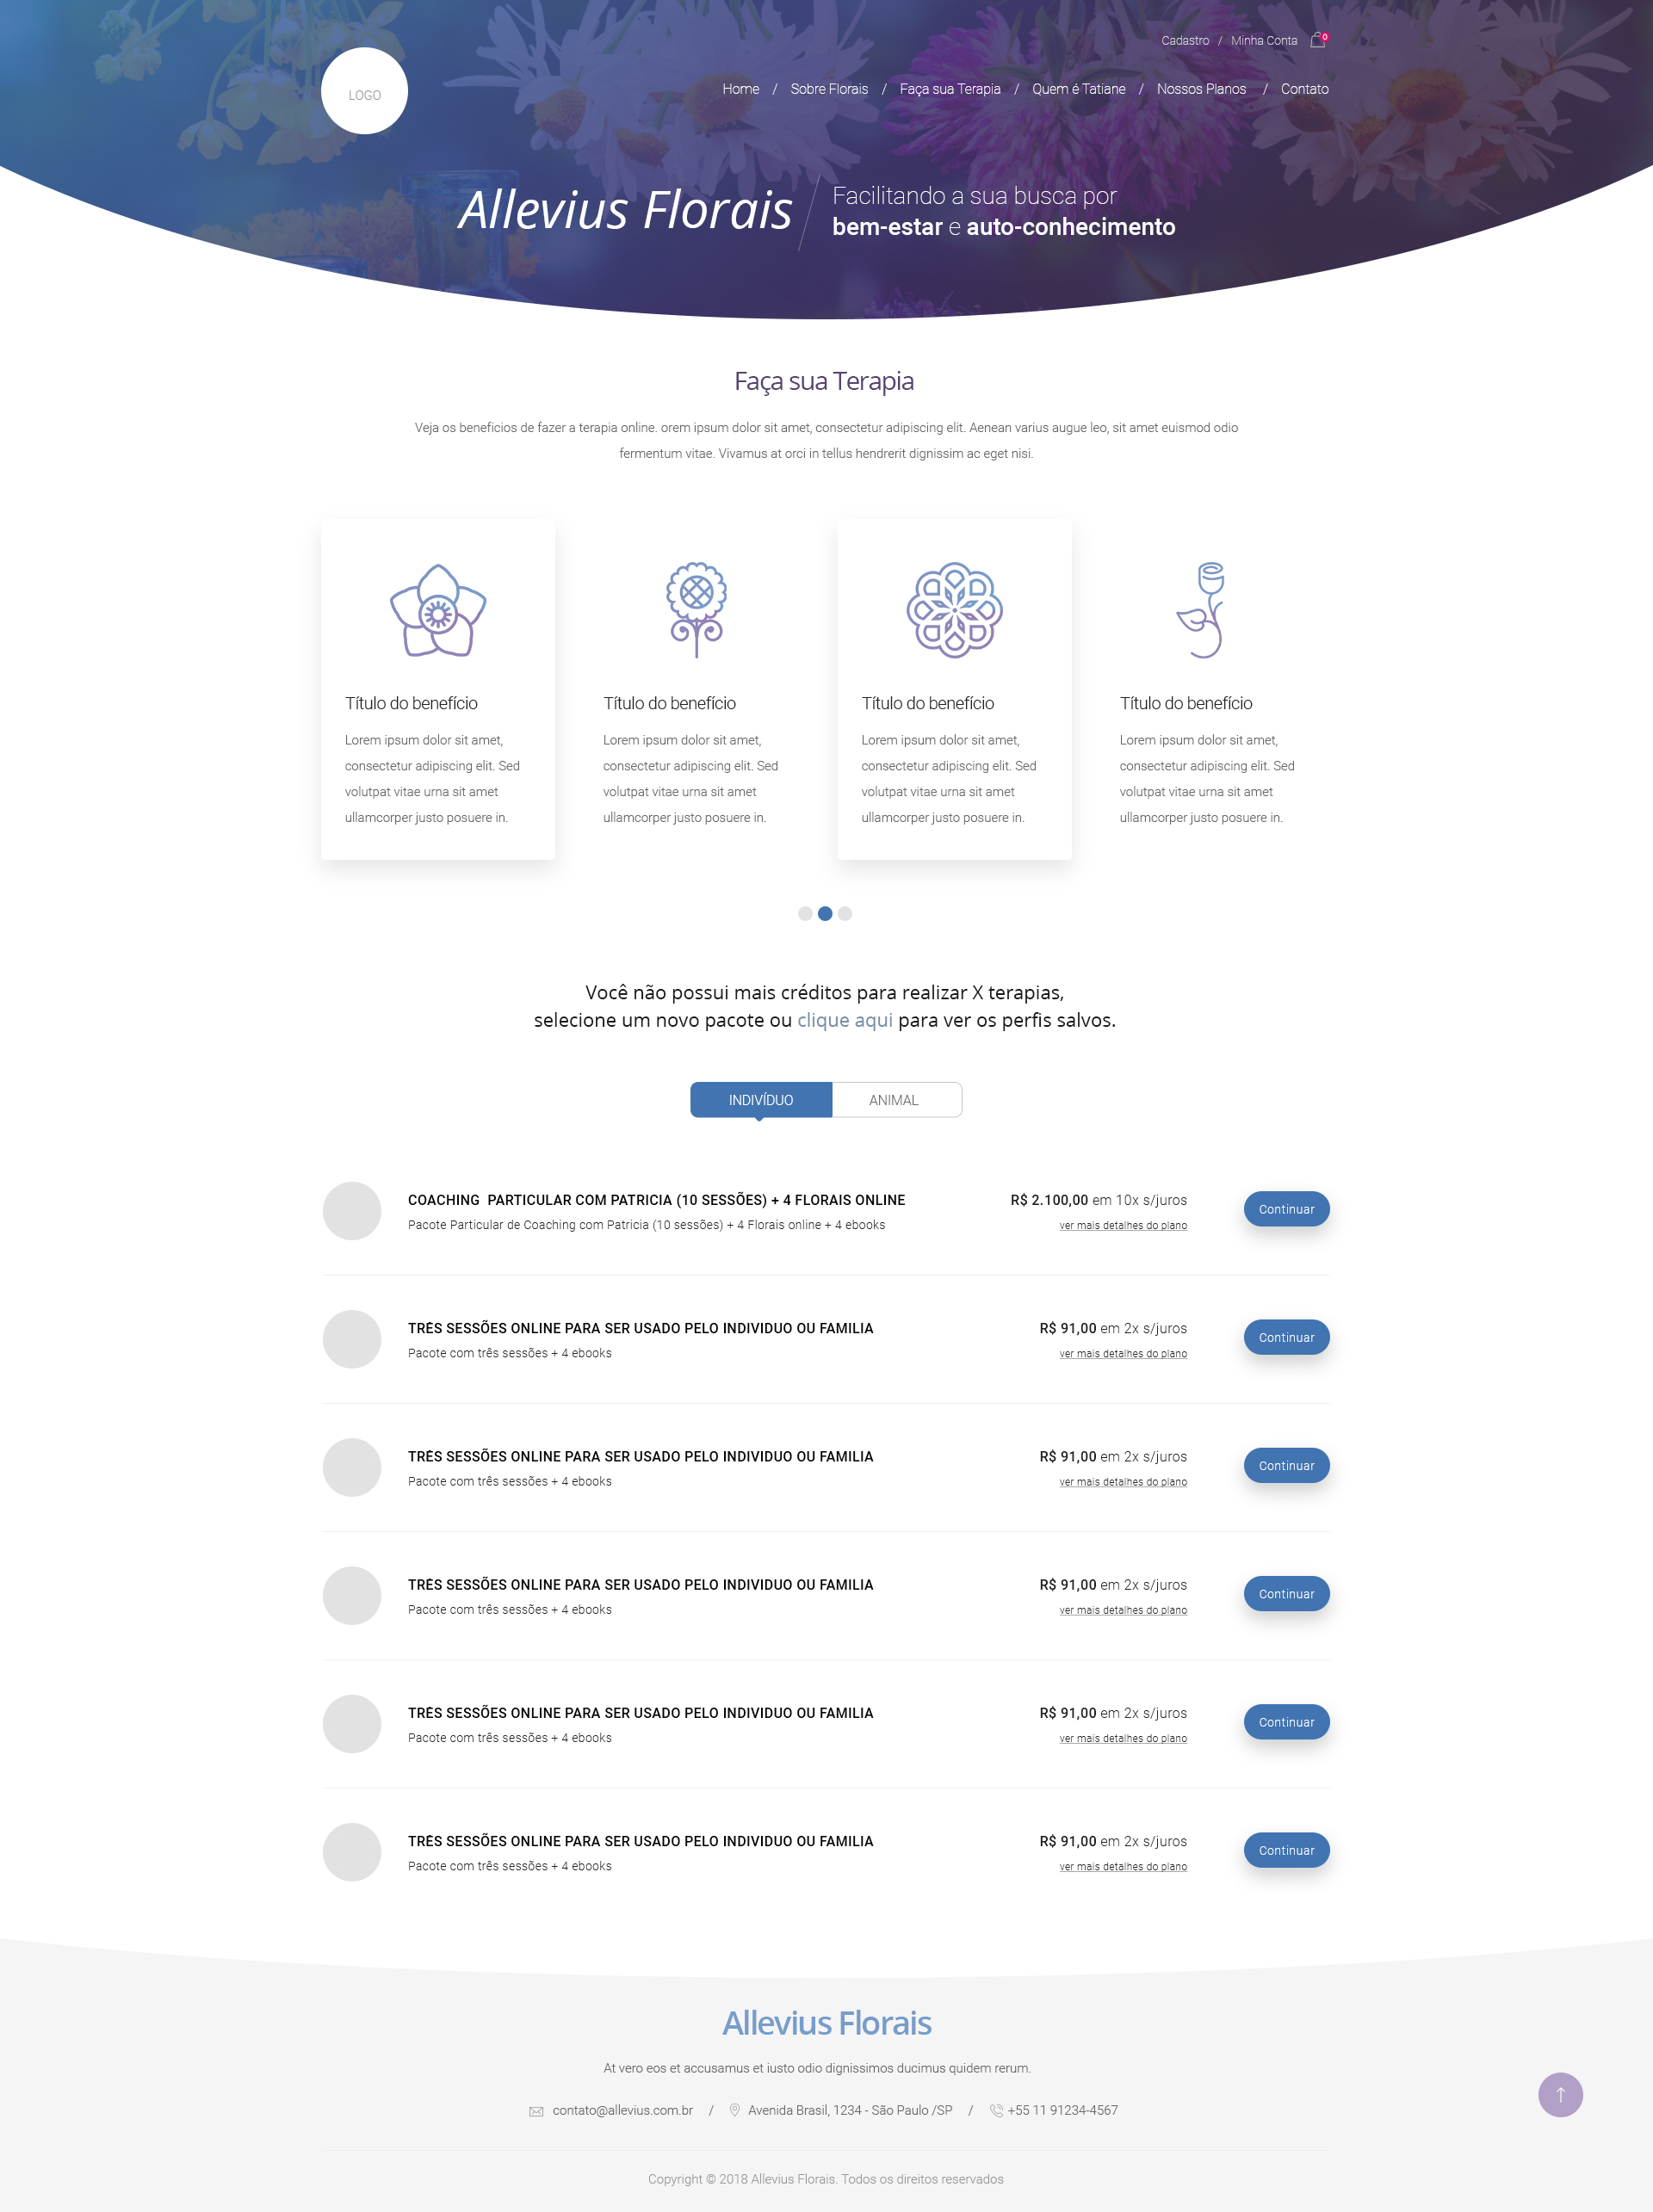 Cadastro / Minha Conta 0
LOGO
Home / Sobre Florais / Faça sua Terapia / Quem é Tatiane / Nossos Planos / Contato
Allevius Florais
Facilitando a sua busca por
bem-estar e auto-conhecimento
Faça sua Terapia
Veja os beneficios de fazer a terapia online. orem ipsum dolor sit amet, consectetur adipiscing elit. Aenean varius augue leo, sit amet euismod odio
fermentum vitae. Vivamus at orci in tellus hendrerit dignissim ac eget nisi.
Título do benefício
Lorem ipsum dolor sit amet,
consectetur adipiscing elit. Sed
volutpat vitae urna sit amet
ullamcorper justo posuere in.
Título do benefício
Lorem ipsum dolor sit amet,
consectetur adipiscing elit. Sed
volutpat vitae urna sit amet
ullamcorper justo posuere in.
Título do benefício
Lorem ipsum dolor sit amet,
consectetur adipiscing elit. Sed
volutpat vitae urna sit amet
ullamcorper justo posuere in.
Título do benefício
Lorem ipsum dolor sit amet,
consectetur adipiscing elit. Sed
volutpat vitae urna sit amet
ullamcorper justo posuere in.
Você não possui mais créditos para realizar X terapias,
selecione um novo pacote ou clique aqui para ver os perfis salvos.
INDIVÍDUO ANIMAL
COACHING PARTICULAR COM PATRICIA (10 SESSÕES) + 4 FLORAIS ONLINE
Pacote Particular de Coaching com Patricia (10 sessões) + 4 Florais online + 4 ebooks
R$ 2.100,00 em 10x s/juros
ver mais detalhes do plano
Continuar
TRÊS SESSÕES ONLINE PARA SER USADO PELO INDIVIDUO OU FAMILIA
Pacote com três sessões + 4 ebooks
R$ 91,00 em 2x s/juros
ver mais detalhes do plano
Continuar
TRÊS SESSÕES ONLINE PARA SER USADO PELO INDIVIDUO OU FAMILIA
Pacote com três sessões + 4 ebooks
R$ 91,00 em 2x s/juros
ver mais detalhes do plano
Continuar
TRÊS SESSÕES ONLINE PARA SER USADO PELO INDIVIDUO OU FAMILIA
Pacote com três sessões + 4 ebooks
R$ 91,00 em 2x s/juros
ver mais detalhes do plano
Continuar
TRÊS SESSÕES ONLINE PARA SER USADO PELO INDIVIDUO OU FAMILIA
Pacote com três sessões + 4 ebooks
R$ 91,00 em 2x s/juros
ver mais detalhes do plano
Continuar
TRÊS SESSÕES ONLINE PARA SER USADO PELO INDIVIDUO OU FAMILIA
Pacote com três sessões + 4 ebooks
R$ 91,00 em 2x s/juros
ver mais detalhes do plano
Continuar
Allevius Florais
At vero eos et accusamus et iusto odio dignissimos ducimus quidem rerum.
contato@allevius.com.br / Avenida Brasil, 1234 - São Paulo /SP / +55 11 91234-4567
Copyright © 2018 Allevius Florais. Todos os direitos reservados